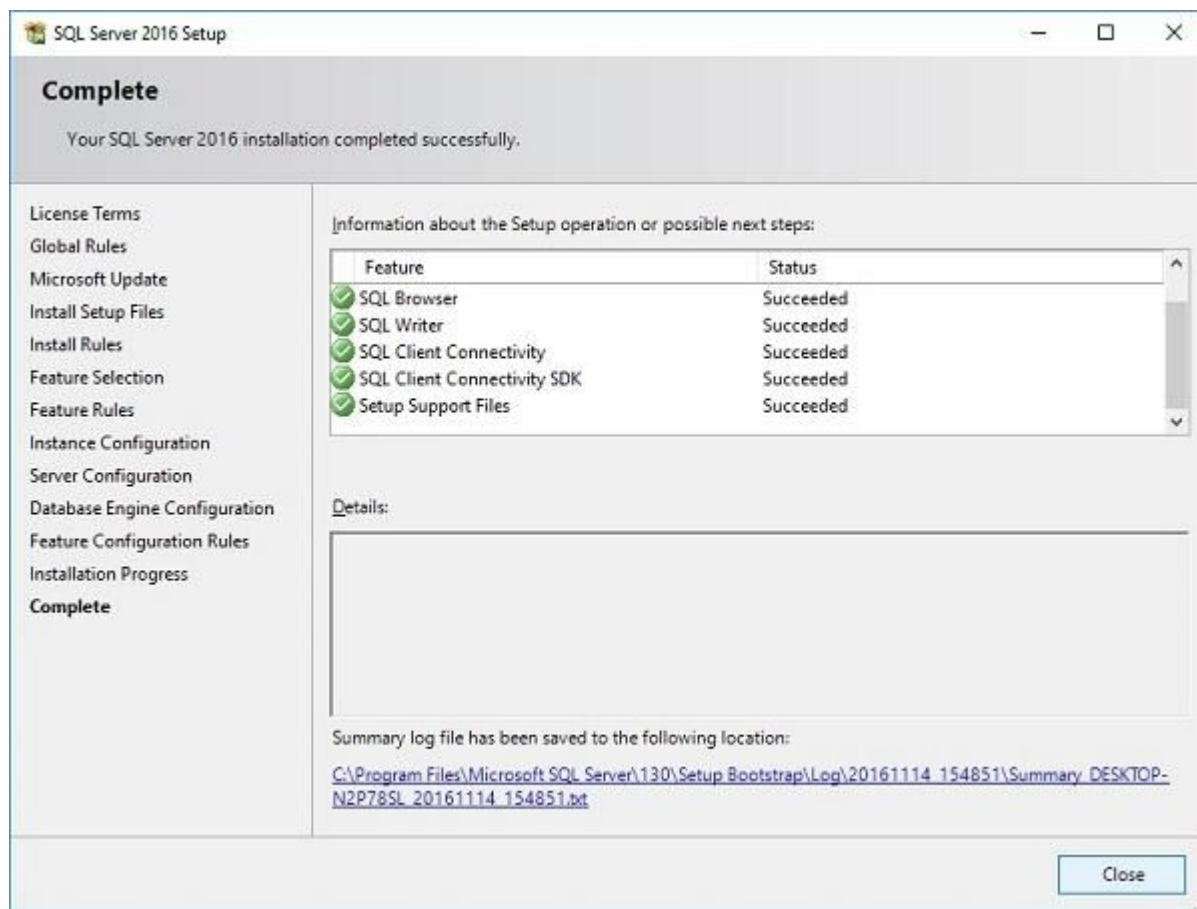 SQL Server 2016 Setup
Complete
Your SQL Server 2016 installation completed successfully.
License Terms
Global Rules
Microsoft Update
Install Setup Files
Install Rules
Feature Selection
Feature Rules
Instance Configuration
Server Configuration
Database Engine Configuration
Feature Configuration Rules
Installation Progress
Complete
Information about the Setup operation or possible next steps:
Feature Status
SQL Browser Succeeded
SQL Writer Succeeded
SQL Client Connectivity Succeeded
SQL Client Connectivity SDK Succeeded
Setup Support Files Succeeded
Details:
Summary log file has been saved to the following location:
C:\Program Files\Microsoft SQL Server\130\Setup Bootstrap\Log\20161114_154851\Summary_DESKTOP-
N2P78SL_20161114_154851.txt
Close